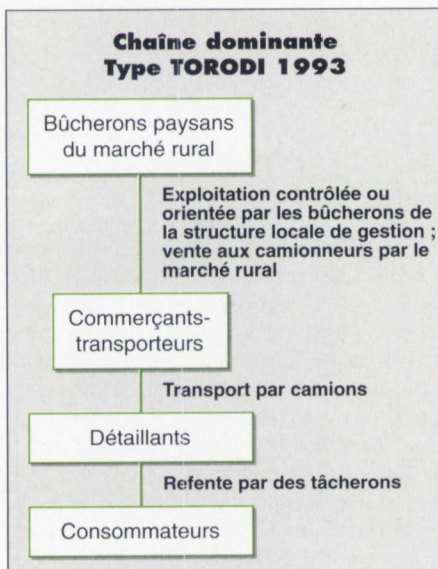 Chaîne dominante
Type TORODI 1993
Bûcherons paysans
du marché rural
Exploitation contrôlée ou
orientée par les bûcherons de
la structure locale de gestion ;
vente aux camionneurs par le
marché rural
Commerçants-
transporteurs
Transport par camions
Détaillants
Refente par des tâcherons
Consommateurs